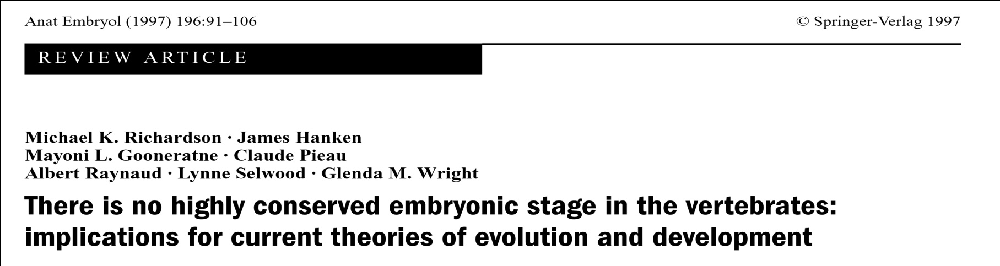 Anat Embryol (1997) 196:91–106
© Springer-Verlag 1997
REVIEW ARTICLE
Michael K. Richardson · James Hanken
Mayoni L. Gooneratne · Claude Pieau
Albert Raynaud · Lynne Selwood · Glenda M. Wright
There is no highly conserved embryonic stage in the vertebrates:
implications for current theories of evolution and development